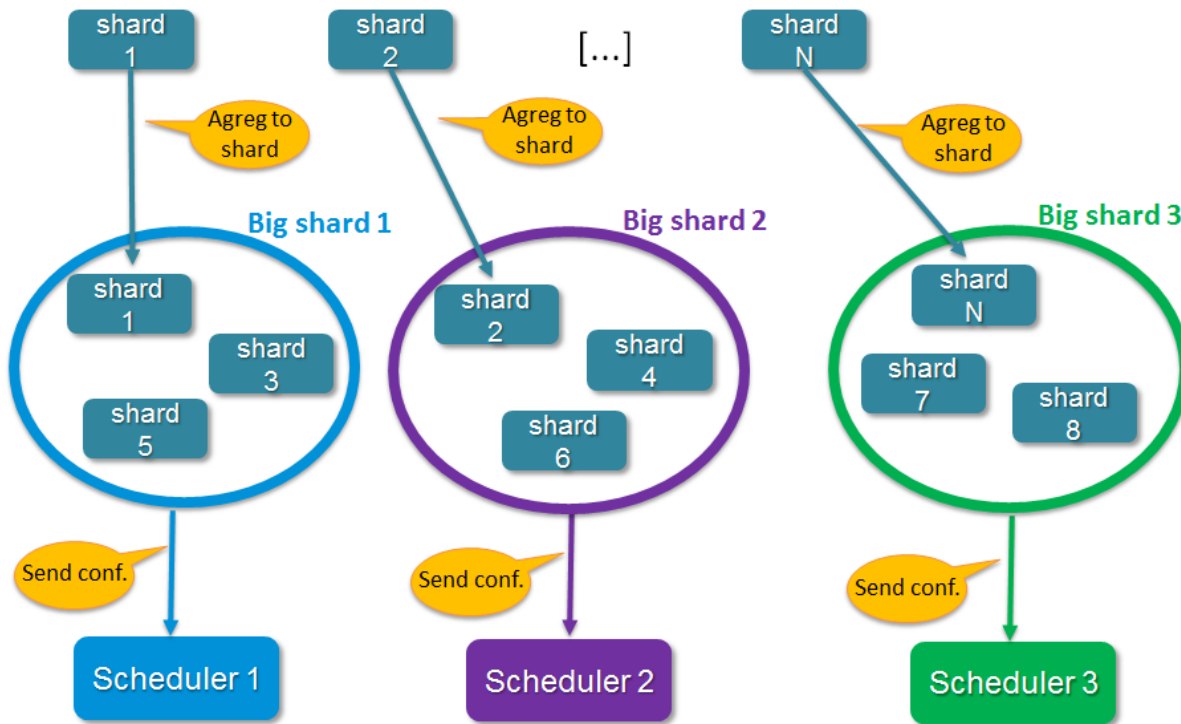 shard
1
shard
2
[...]
shard
N
Agreg to
shard
Agreg to
shard
Agreg to
shard
Big shard 1
Big shard 2
Big shard 3
shard
1
shard
3
shard
5
shard
2
shard
4
shard
6
shard
N
shard
7
shard
8
Send conf.
Send conf.
Send conf.
Scheduler 1
Scheduler 2
Scheduler 3